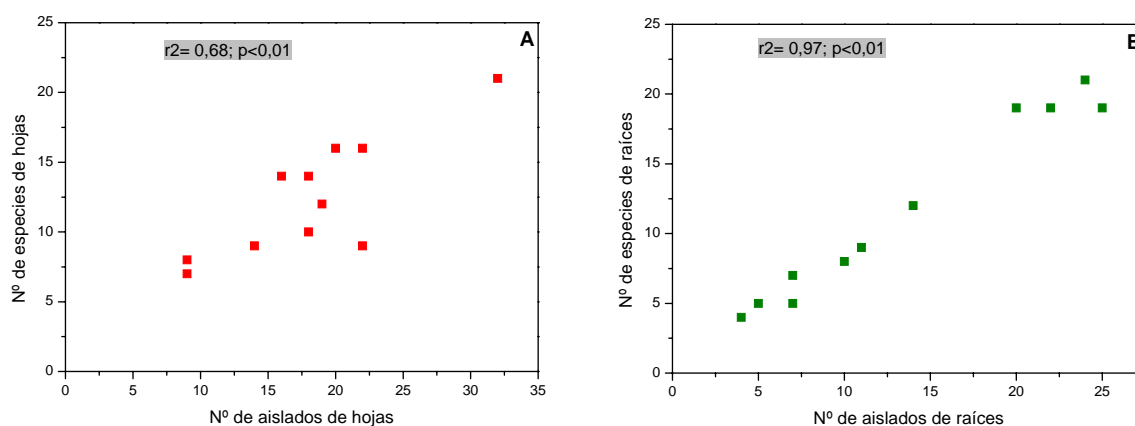 A
r2= 0,68; p<0,01
25
20
15
10
5
0
Nº de especies de hojas
0 5 10 15 20 25 30 35
Nº de aislados de hojas
r2= 0,97; p<0,01
25
20
15
10
5
0
Nº de especies de raíces
0 5 10 15 20 25
Nº de aislados de raíces